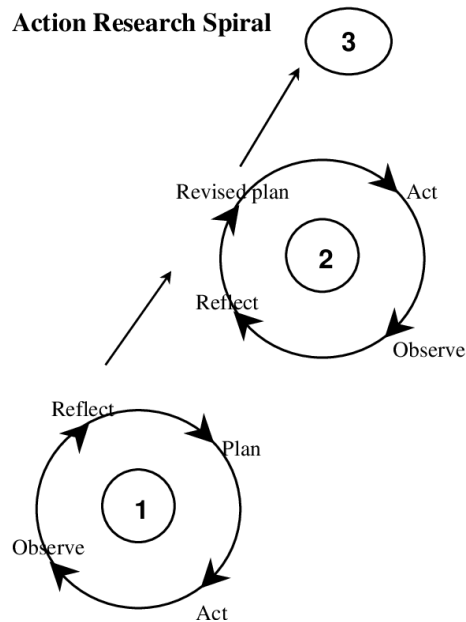 Action Research Spiral
3
Revised plan
Act
2
Reflect
Observe
Reflect
Plan
1
Observe
Act